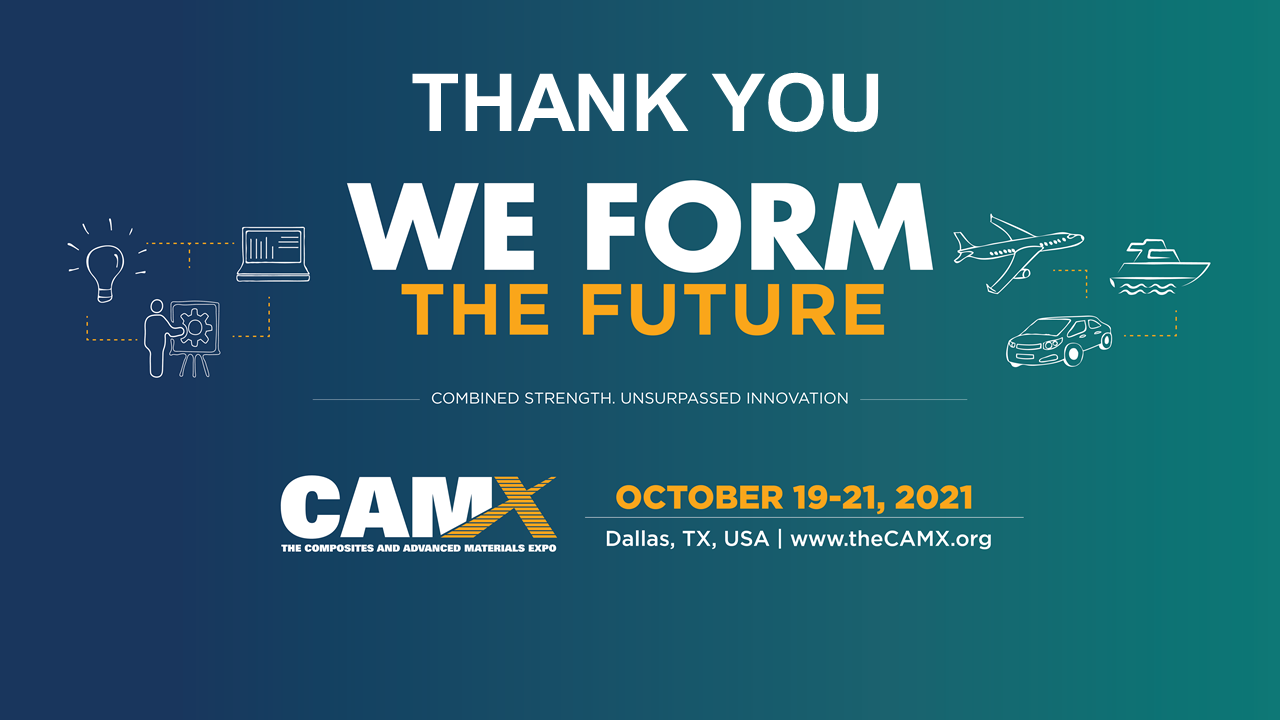 THANK YOU
WE FORM
THE FUTURE
COMBINED STRENGTH. UNSURPASSED INNOVATION
CAMX
THE COMPOSITES AND ADVANCED MATERIALS EXPO
OCTOBER 19-21, 2021
Dallas, TX, USA | www.theCAMX.org